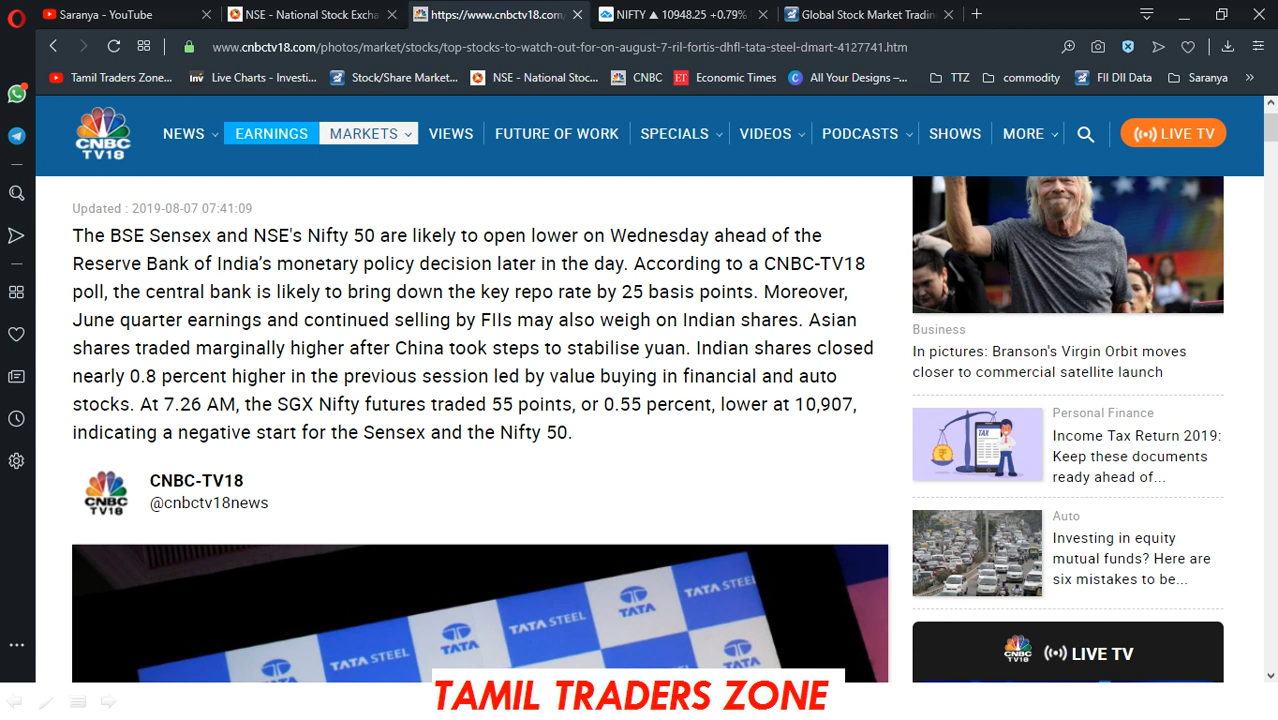 Saranya - YouTube
NSE - National Stock Excha
https://www.cnbctv18.com/
NIFTY ▲ 10948.25 +0.79%
Global Stock Market Tradin
www.cnbctv18.com/photos/market/stocks/top-stocks-to-watch-out-for-on-august-7-ril-fortis-dhfl-tata-steel-dmart-4127741.htm
Tamil Traders Zone...
Inv Live Charts - Investi...
Stock/Share Market...
NSE - National Stoc...
CNBC
ET Economic Times
C All Your Designs –...
TTZ
commodity
FII DII Data
Saranya
»
CNBC
TV18
NEWS
EARNINGS
MARKETS
VIEWS
FUTURE OF WORK
SPECIALS
VIDEOS
PODCASTS
SHOWS
MORE
LIVE TV
Updated : 2019-08-07 07:41:09
The BSE Sensex and NSE's Nifty 50 are likely to open lower on Wednesday ahead of the
Reserve Bank of India’s monetary policy decision later in the day. According to a CNBC-TV18
poll, the central bank is likely to bring down the key repo rate by 25 basis points. Moreover,
June quarter earnings and continued selling by FIIs may also weigh on Indian shares. Asian
shares traded marginally higher after China took steps to stabilise yuan. Indian shares closed
nearly 0.8 percent higher in the previous session led by value buying in financial and auto
stocks. At 7.26 AM, the SGX Nifty futures traded 55 points, or 0.55 percent, lower at 10,907,
indicating a negative start for the Sensex and the Nifty 50.
CNBC
TV18
CNBC-TV18
@cnbctv18news
TATA STEEL
TATA
TATA STEEL
TATA
TATA STEEL
TATA
Business
In pictures: Branson's Virgin Orbit moves
closer to commercial satellite launch
TAX
Personal Finance
Income Tax Return 2019:
Keep these documents
ready ahead of...
Auto
Investing in equity
mutual funds? Here are
six mistakes to be...
CNBC
TV18
LIVE TV
TAMIL TRADERS ZONE